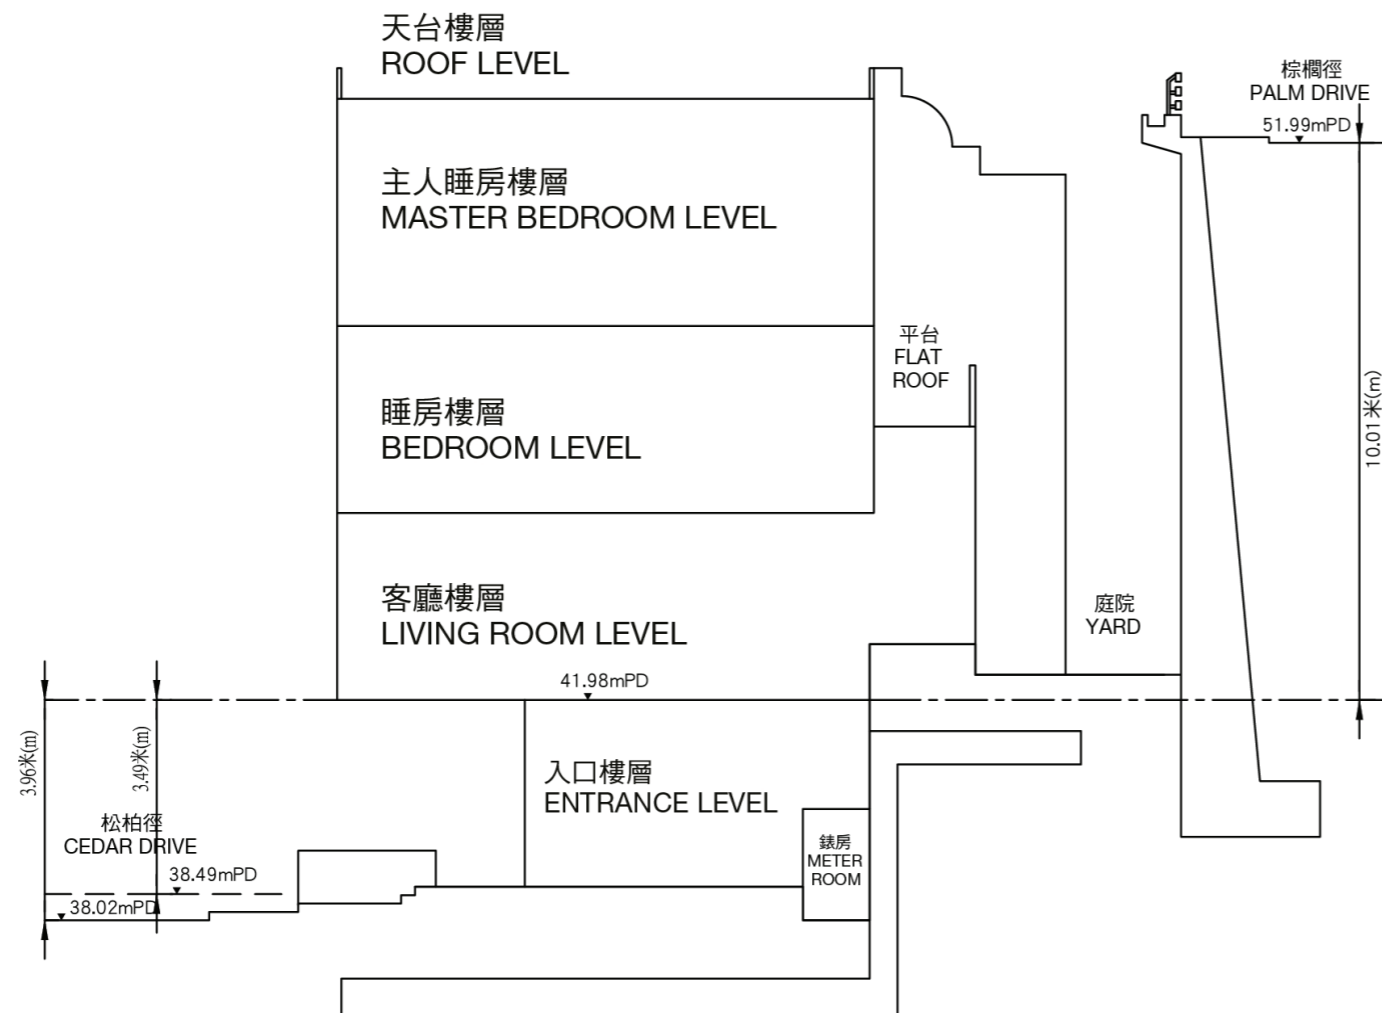 天台樓層
ROOF LEVEL
棕櫚徑
PALM DRIVE
51.99mPD
主人睡房樓層
MASTER BEDROOM LEVEL
平台
FLAT
ROOF
10.01米(m)
睡房樓層
BEDROOM LEVEL
客廳樓層
LIVING ROOM LEVEL
庭院
YARD
41.98mPD
3.96米(m)
3.49米(m)
入口樓層
ENTRANCE LEVEL
松柏徑
CEDAR DRIVE
錶房
METER
ROOM
38.49mPD
38.02mPD